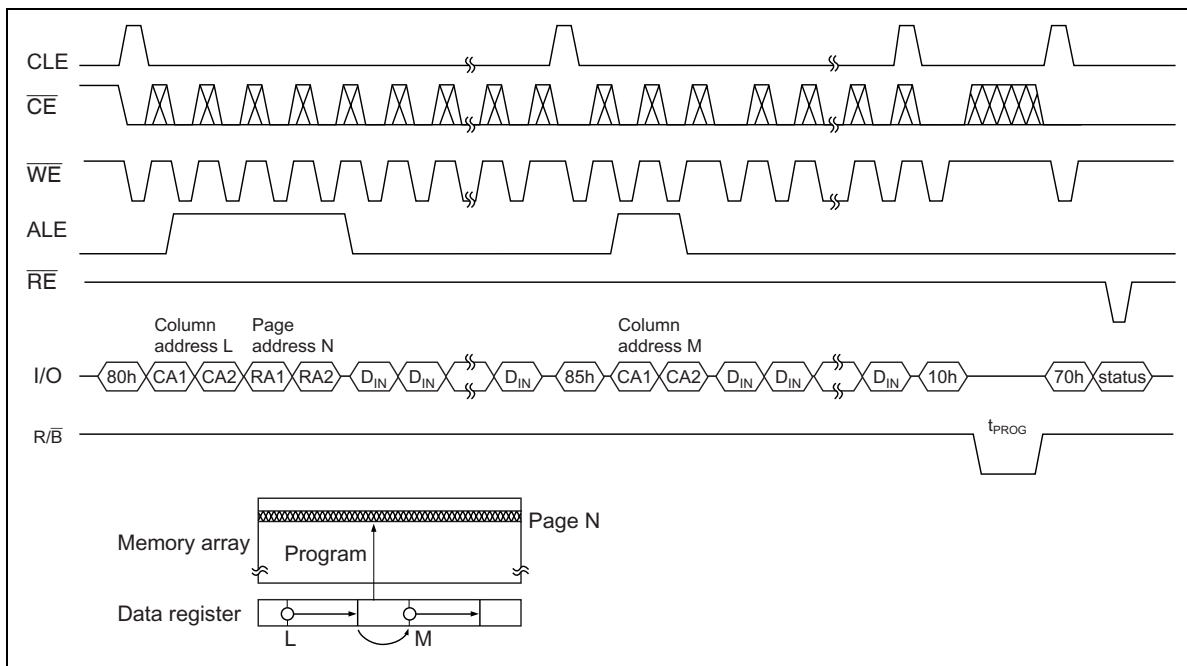 CLE
CE
WE
ALE
RE
Column address L
Page address N
Column address M
I/O 80h CA1 CA2 RA1 RA2 DIN DIN DIN 85h CA1 CA2 DIN DIN DIN 10h 70h status
R/B tPROG
Page N
Memory array Program
Data register
L M